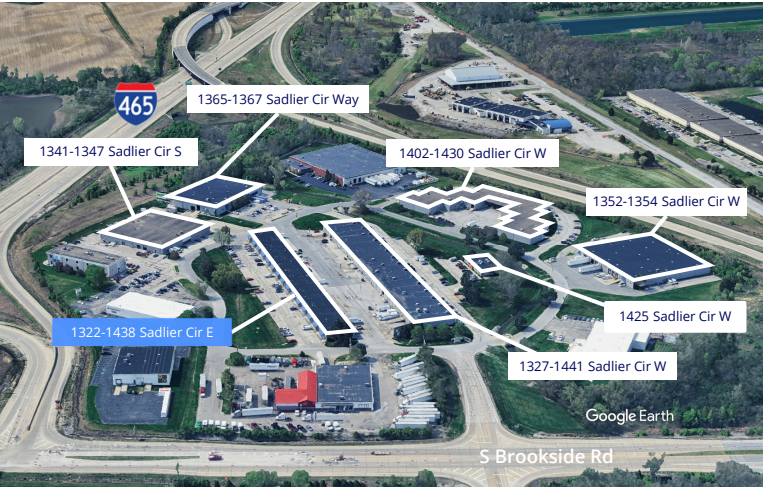 465
1365-1367 Sadlier Cir Way
1341-1347 Sadlier Cir S
1402-1430 Sadlier Cir W
1352-1354 Sadlier Cir W
1425 Sadlier Cir W
1322-1438 Sadlier Cir E
1327-1441 Sadlier Cir W
Google Earth
S Brookside Rd